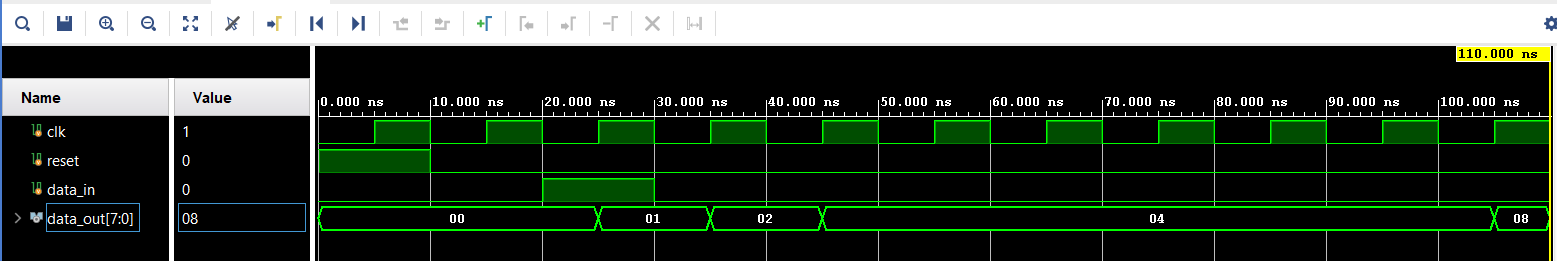 110.000 ns
Name Value
0.000 ns 10.000 ns 20.000 ns 30.000 ns 40.000 ns 50.000 ns 60.000 ns 70.000 ns 80.000 ns 90.000 ns 100.000 ns
clk 1
reset 0
data_in 0
data_out[7:0] 08 00 01 02 04 08